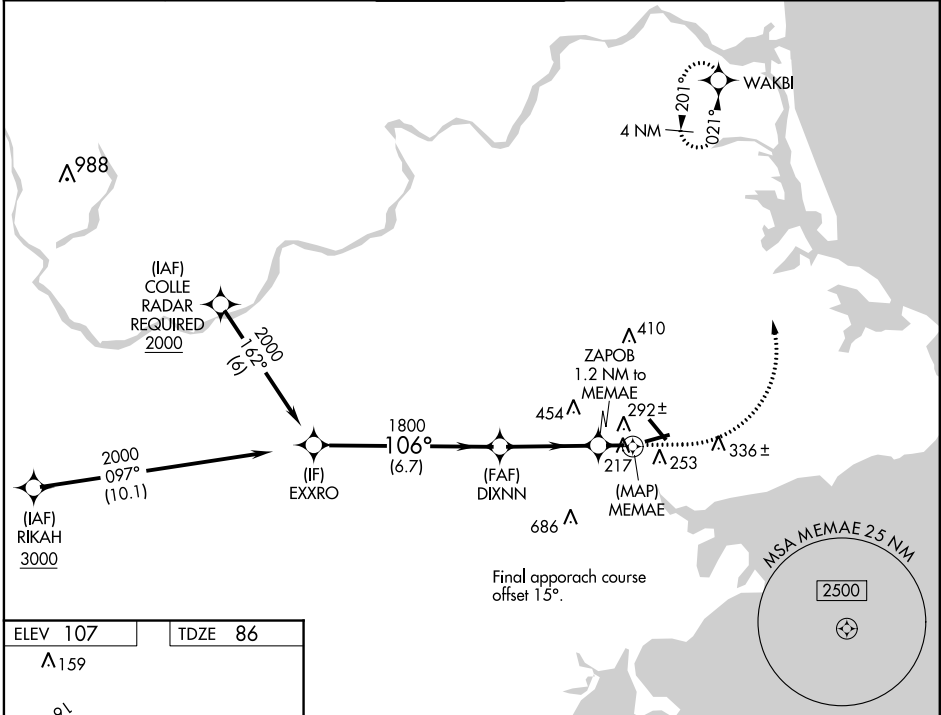 WAKBI
201°
021°
4 NM
988
(IAF)
COLLE
RADAR
REQUIRED
2000
2000
162°
(6)
410
ZAPOB
1.2 NM to
MEMAE
454
292±
1800
106°
(6.7)
2000
097°
(10.1)
217
253
336±
(IF)
EXXRO
(FAF)
DIXNN
(MAP)
MEMAE
(IAF)
RIKAH
3000
686
Final apporach course
offset 15°.
MSA MEMAE 25 NM
2500
ELEV 107
TDZE 86
159